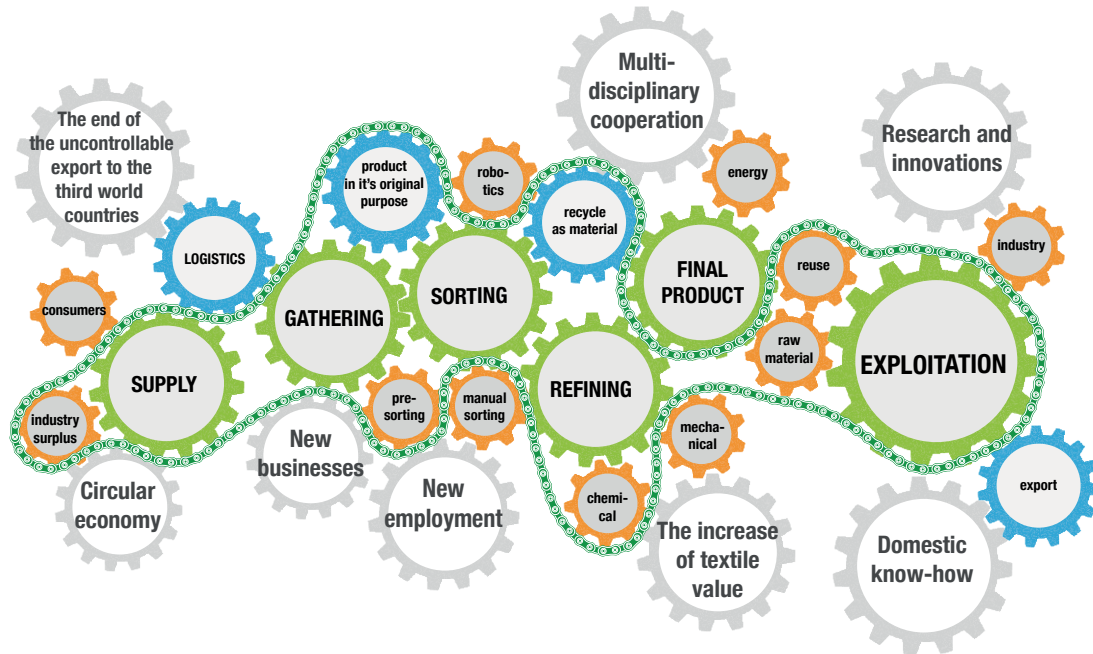 The end of
the uncontrollable
export to the
third world
countries
LOGISTICS
consumers
SUPPLY
industry
surplus
Circular
economy
GATHERING
New
businesses
product
in it's original
purpose
robo-
tics
SORTING
pre-
sorting
manual
sorting
New
employment
Multi-
disciplinary
cooperation
recycle
as material
energy
FINAL
PRODUCT
REFINING
chemi-
cal
mecha-
nical
The increase
of textile
value
reuse
raw
material
Research and
innovations
industry
EXPLOITATION
export
Domestic
know-how